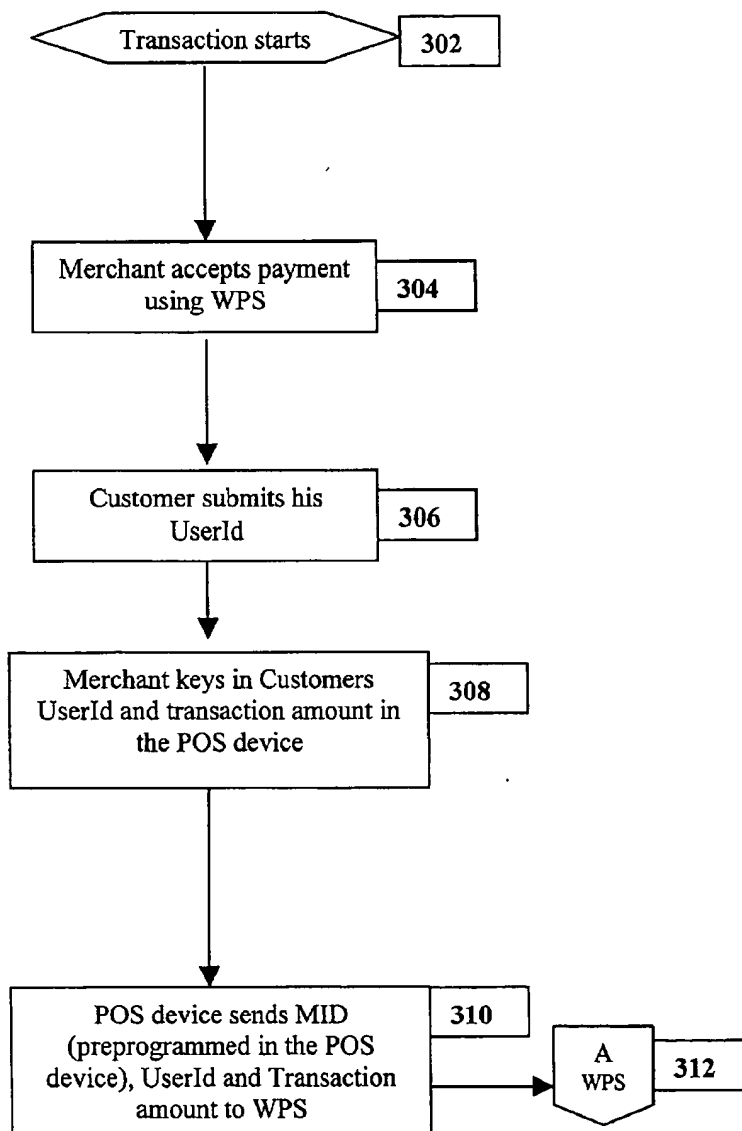 Transaction starts
302
Merchant accepts payment
using WPS
304
Customer submits his
UserId
306
Merchant keys in Customers
UserId and transaction amount in
the POS device
308
POS device sends MID
(preprogrammed in the POS
device), UserId and Transaction
amount to WPS
310
A
WPS
312